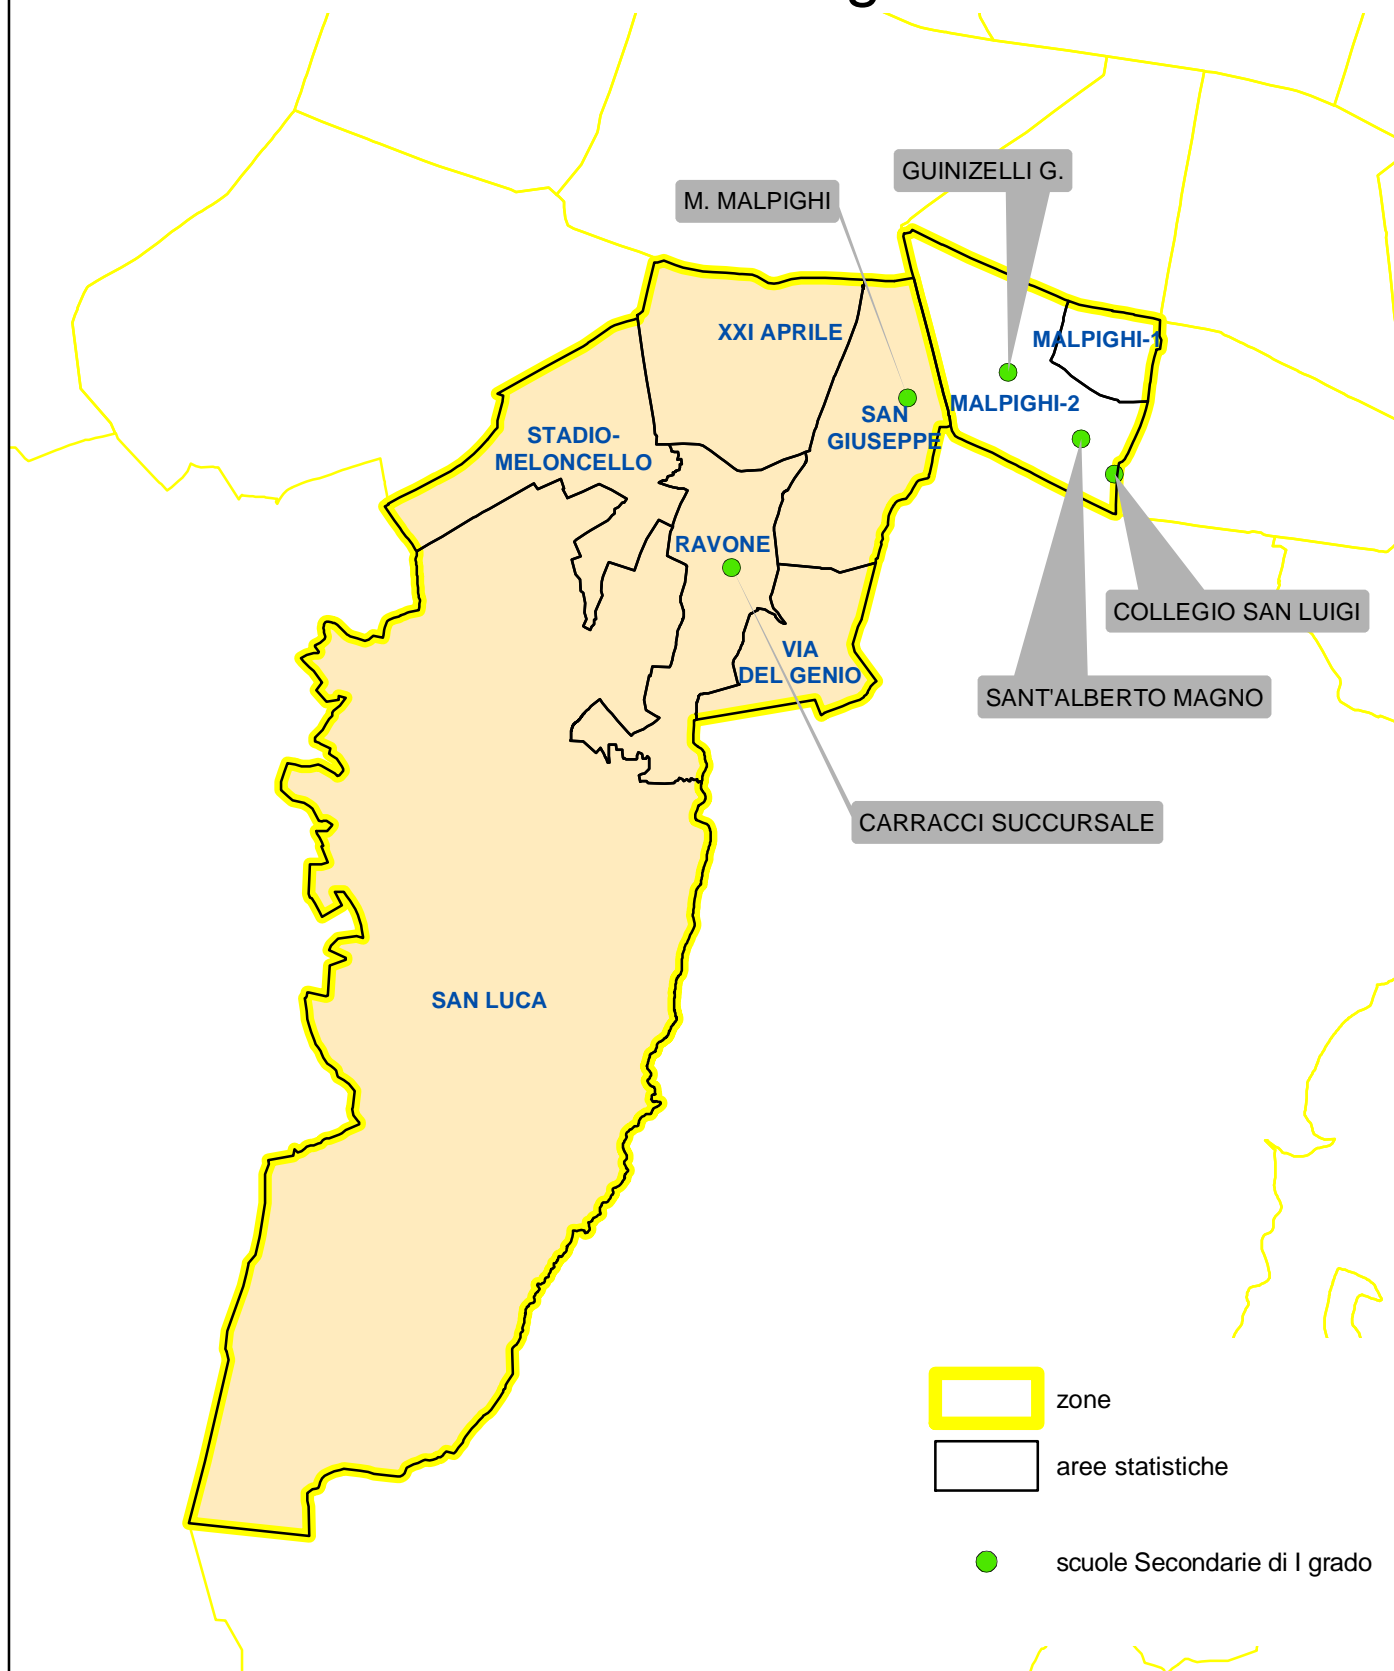 GUINIZELLI G.
M. MALPIGHI
XXI APRILE
MALPIGHI-1
MALPIGHI-2
SAN
GIUSEPPE
STADIO-
MELONCELLO
RAVONE
COLLEGIO SAN LUIGI
VIA
DEL GENIO
SANT'ALBERTO MAGNO
CARRACCI SUCCURSALE
SAN LUCA
zone
aree statistiche
scuole Secondarie di I grado